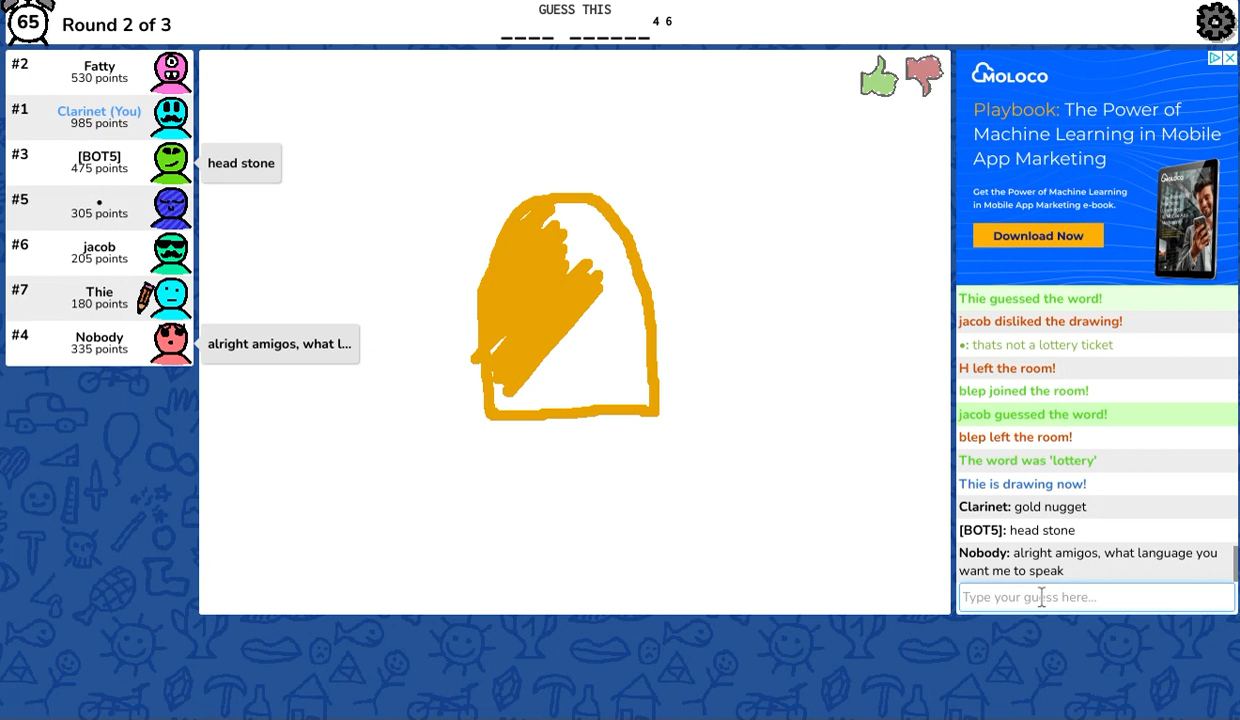 65
Round 2 of 3
GUESS THIS
____ ______ 4 6
#2
Fatty
530 points
#1
Clarinet (You)
985 points
#3
[BOT5]
475 points
head stone
#5
•
305 points
#6
jacob
205 points
#7
Thie
180 points
#4
Nobody
335 points
alright amigos, what l...
MOLOCO
Playbook: The Power of
Machine Learning in Mobile
App Marketing
Get the Power of Machine Learning
in Mobile App Marketing e-book.
Download Now
Thie guessed the word!
jacob disliked the drawing!
•: thats not a lottery ticket
H left the room!
blep joined the room!
jacob guessed the word!
blep left the room!
The word was 'lottery'
Thie is drawing now!
Clarinet: gold nugget
[BOT5]: head stone
Nobody: alright amigos, what language you
want me to speak
Type your guess here...